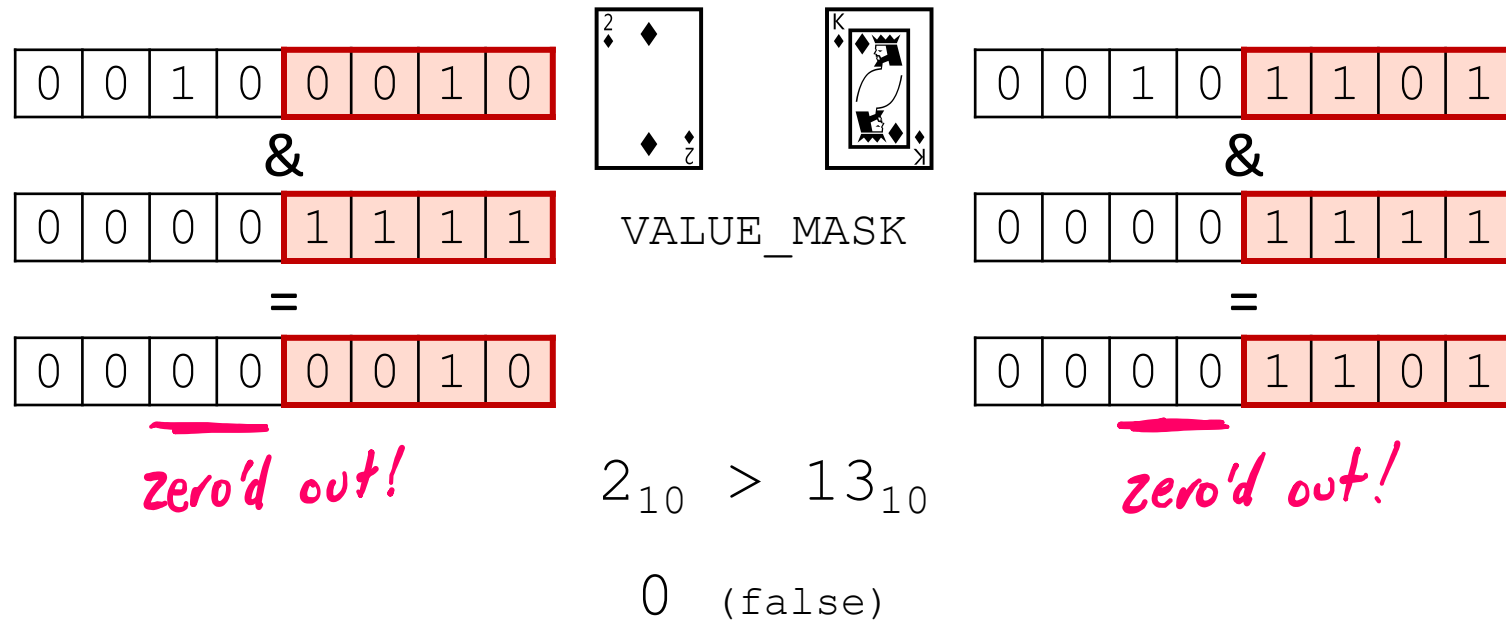 2 K
0 0 1 0 0 0 1 0 0 0 1 0 1 1 0 1
& &
2 K
0 0 0 0 1 1 1 1 VALUE_MASK 0 0 0 0 1 1 1 1
= =
0 0 0 0 0 0 1 0 0 0 0 0 1 1 0 1
zero'd out! 2₁₀ > 13₁₀ zero'd out!
0 (false)